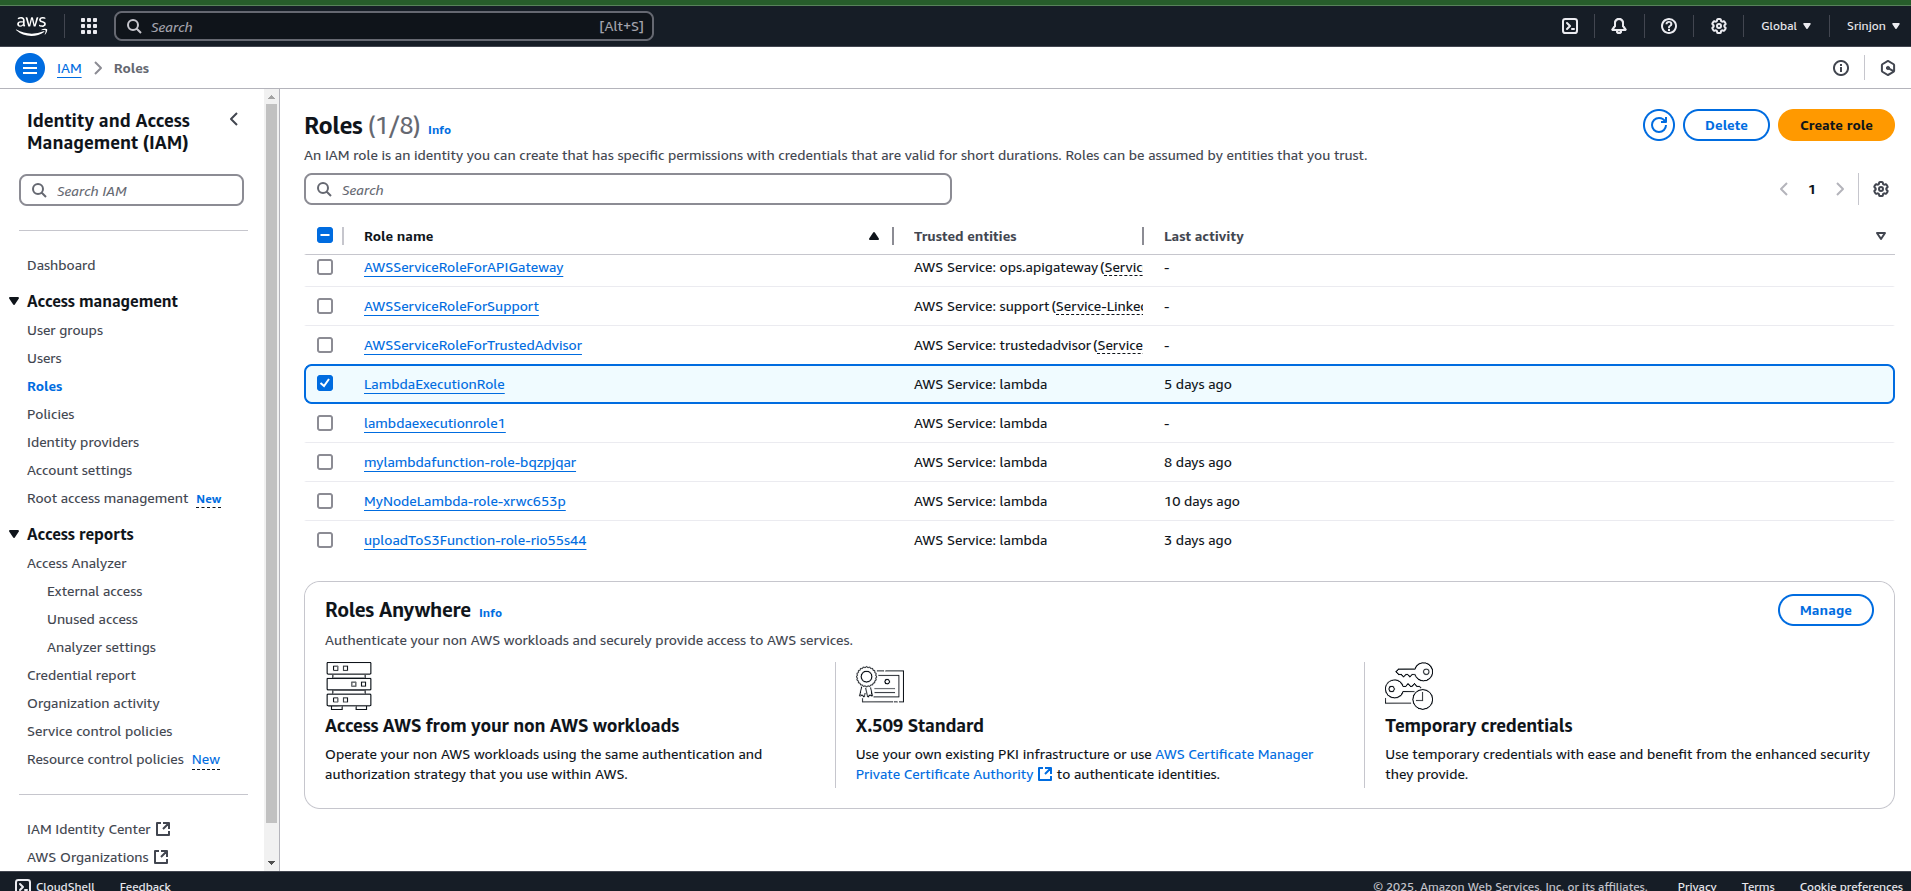 aws
Search
[Alt+S]
Global
Srinjon
IAM
Roles
Identity and Access
Management (IAM)
Search IAM
Dashboard
Access management
User groups
Users
Roles
Policies
Identity providers
Account settings
Root access management New
Access reports
Access Analyzer
External access
Unused access
Analyzer settings
Credential report
Organization activity
Service control policies
Resource control policies New
IAM Identity Center
AWS Organizations
Roles (1/8) Info
Delete
Create role
An IAM role is an identity you can create that has specific permissions with credentials that are valid for short durations. Roles can be assumed by entities that you trust.
Search
1
Role name Trusted entities Last activity
AWSServiceRoleForAPIGateway AWS Service: ops.apigateway (Servic -
AWSServiceRoleForSupport AWS Service: support (Service-Linke -
AWSServiceRoleForTrustedAdvisor AWS Service: trustedadvisor (Service -
LambdaExecutionRole AWS Service: lambda 5 days ago
lambdaexecutionrole1 AWS Service: lambda -
mylambdafunction-role-bqzpjqar AWS Service: lambda 8 days ago
MyNodeLambda-role-xrwc653p AWS Service: lambda 10 days ago
uploadToS3Function-role-rio55s44 AWS Service: lambda 3 days ago
Roles Anywhere Info
Manage
Authenticate your non AWS workloads and securely provide access to AWS services.
Access AWS from your non AWS workloads
Operate your non AWS workloads using the same authentication and
authorization strategy that you use within AWS.
X.509 Standard
Use your own existing PKI infrastructure or use AWS Certificate Manager
Private Certificate Authority to authenticate identities.
Temporary credentials
Use temporary credentials with ease and benefit from the enhanced security
they provide.
CloudShell Feedback
© 2025, Amazon Web Services, Inc. or its affiliates. Privacy Terms Cookie preferences